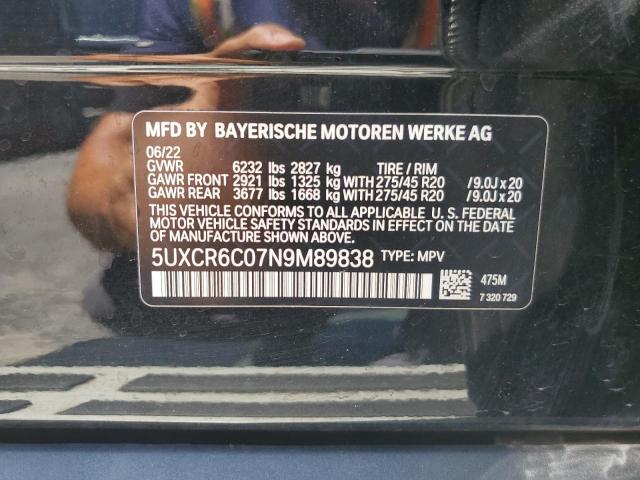 MFD BY BAYERISCHE MOTOREN WERKE AG
06/22
GVWR 6232 lbs 2827 kg TIRE / RIM
GAWR FRONT 2921 lbs 1325 kg WITH 275/45 R20 /9.0J x 20
GAWR REAR 3677 lbs 1668 kg WITH 275/45 R20 /9.0J x 20
THIS VEHICLE CONFORMS TO ALL APPLICABLE U. S. FEDERAL
MOTOR VEHICLE SAFETY STANDARDS IN EFFECT ON THE
DATE OF MANUFACTURE SHOWN ABOVE.
5UXCR6C07N9M89838 TYPE: MPV
475M
7 320 729